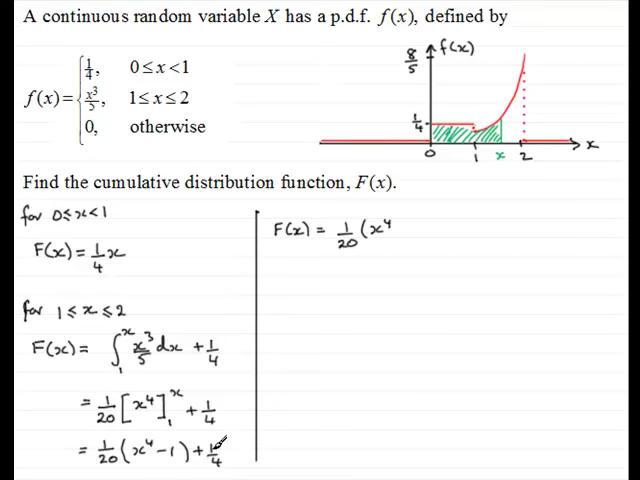 A continuous random variable X has a p.d.f. f(x), defined by
f(x) = { 1/4, 0 ≤ x < 1
x³/5, 1 ≤ x ≤ 2
0, otherwise
f(x)
8/5
1/4
0 1 x 2 x
Find the cumulative distribution function, F(x).
for 0 ≤ x < 1
F(x) = 1/4 x
for 1 ≤ x ≤ 2
F(x) = ∫₁ˣ x³/5 dx + 1/4
= 1/20 [x⁴]₁ˣ + 1/4
= 1/20 (x⁴ − 1) + 1/4
F(x) = 1/20 (x⁴